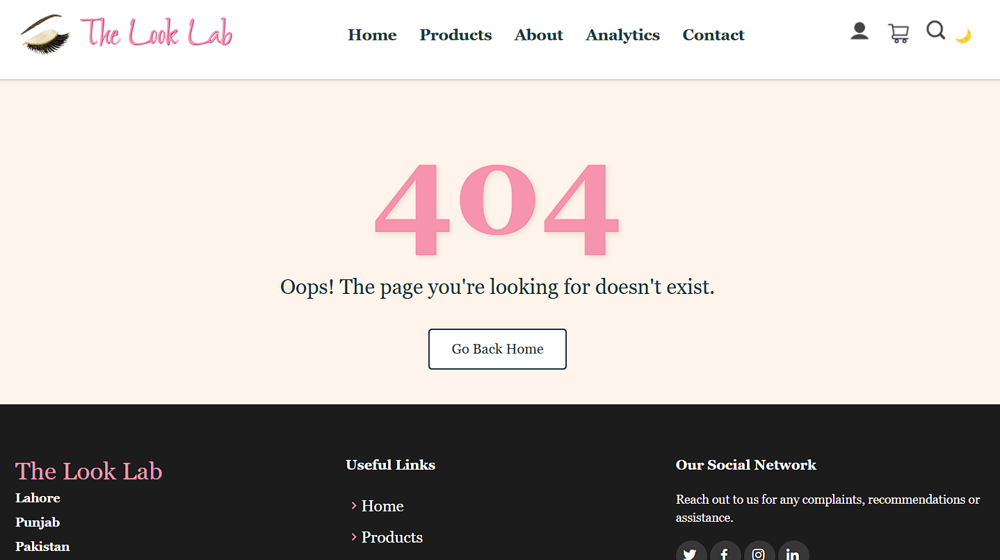 The Look Lab
Home Products About Analytics Contact
404
Oops! The page you're looking for doesn't exist.
Go Back Home
The Look Lab
Lahore
Punjab
Pakistan
Useful Links
Home
Products
Our Social Network
Reach out to us for any complaints, recommendations or
assistance.